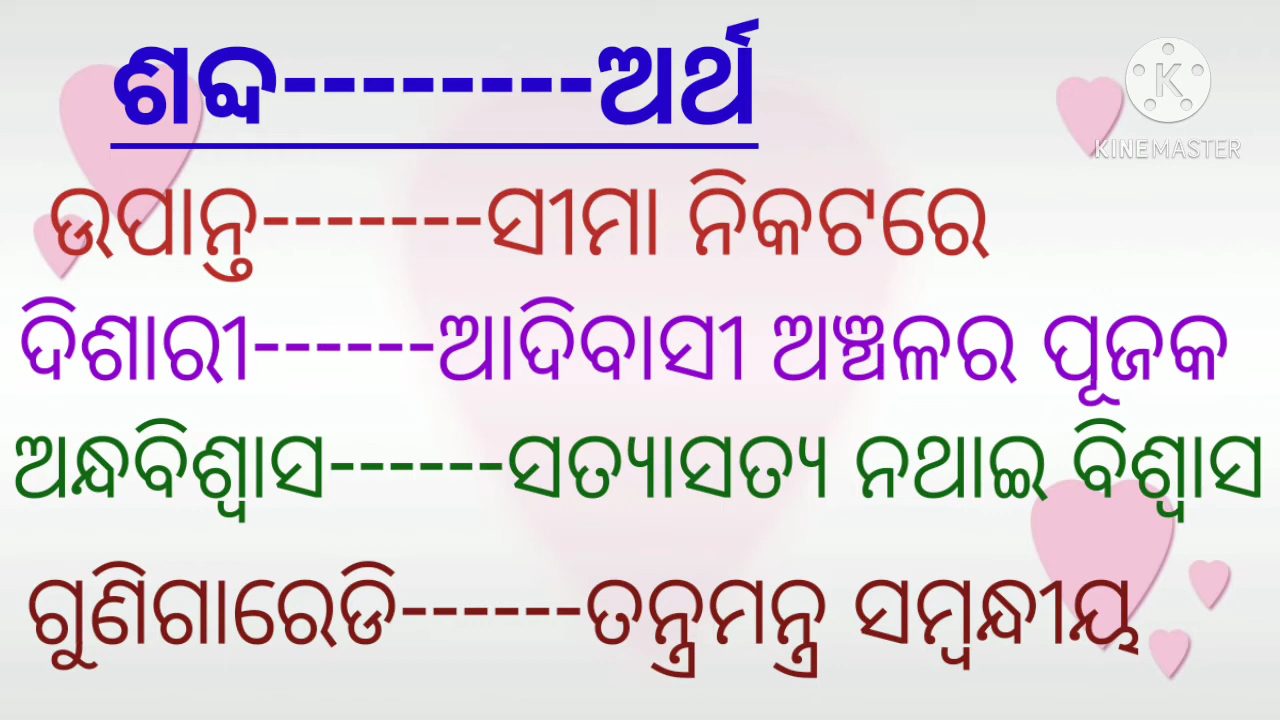 ଶବ୍ଦ--------ଅର୍ଥ
KINEMASTER
ଉପାନ୍ତ-------ସୀମା ନିକଟରେ
ଦିଶାରୀ------ଆଦିବାସୀ ଅଞ୍ଚଳର ପୂଜକ
ଅନ୍ଧବିଶ୍ୱାସ------ସତ୍ୟାସତ୍ୟ ନଥାଇ ବିଶ୍ୱାସ
ଗୁଣିଗାରେଡି------ତନ୍ତ୍ରମନ୍ତ୍ର ସମ୍ବନ୍ଧୀୟ